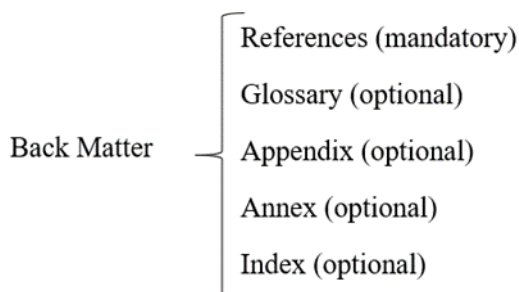 References (mandatory)
Glossary (optional)
Back Matter
Appendix (optional)
Annex (optional)
Index (optional)